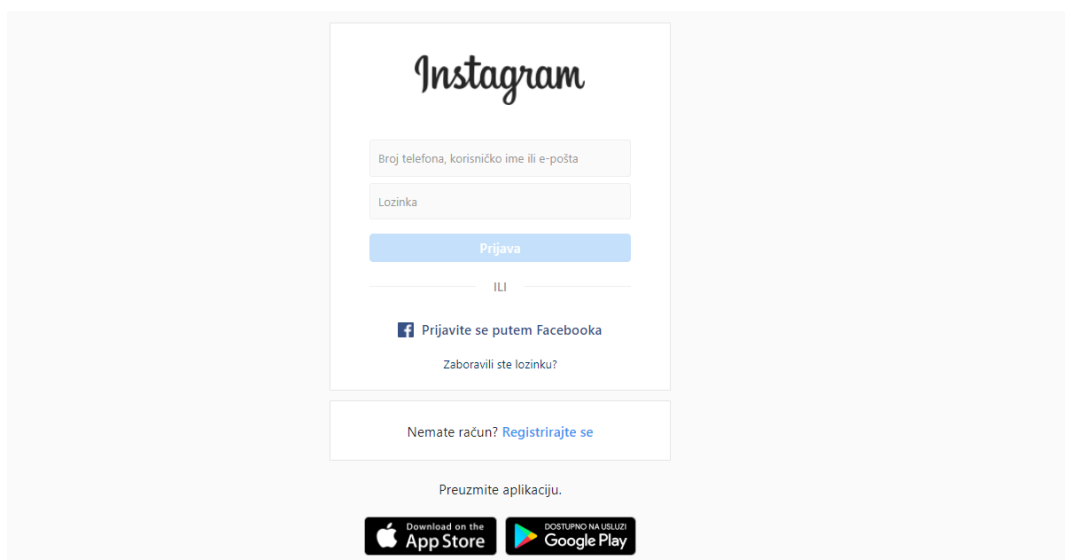 Instagram
Broj telefona, korisničko ime ili e-pošta
Lozinka
Prijava
ILI
Prijavite se putem Facebooka
Zaboravili ste lozinku?
Nemate račun? Registrirajte se
Preuzmite aplikaciju.
Download on the
App Store
DOSTUPNO NA USLUZI
Google Play